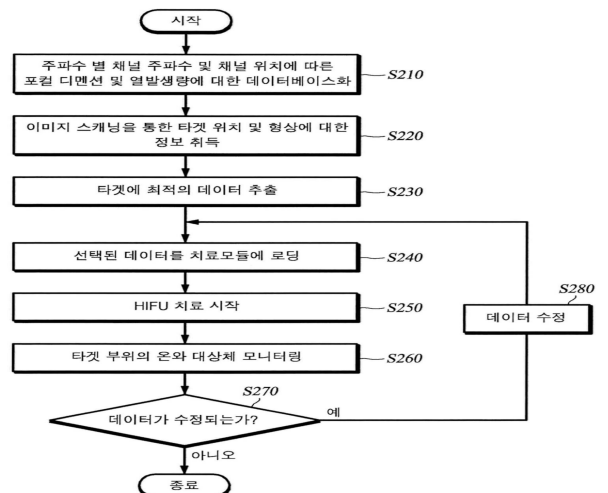 시작
주파수 별 채널 주파수 및 채널 위치에 따른
포컬 디멘션 및 열발생량에 대한 데이터베이스화
S210
이미지 스캐닝을 통한 타겟 위치 및 형상에 대한
정보 취득
S220
타겟에 최적의 데이터 추출
S230
선택된 데이터를 치료모듈에 로딩
S240
HIFU 치료 시작
S250
타겟 부위의 온와 대상체 모니터링
S260
S270
데이터가 수정되는가?
예
S280
데이터 수정
아니오
종료